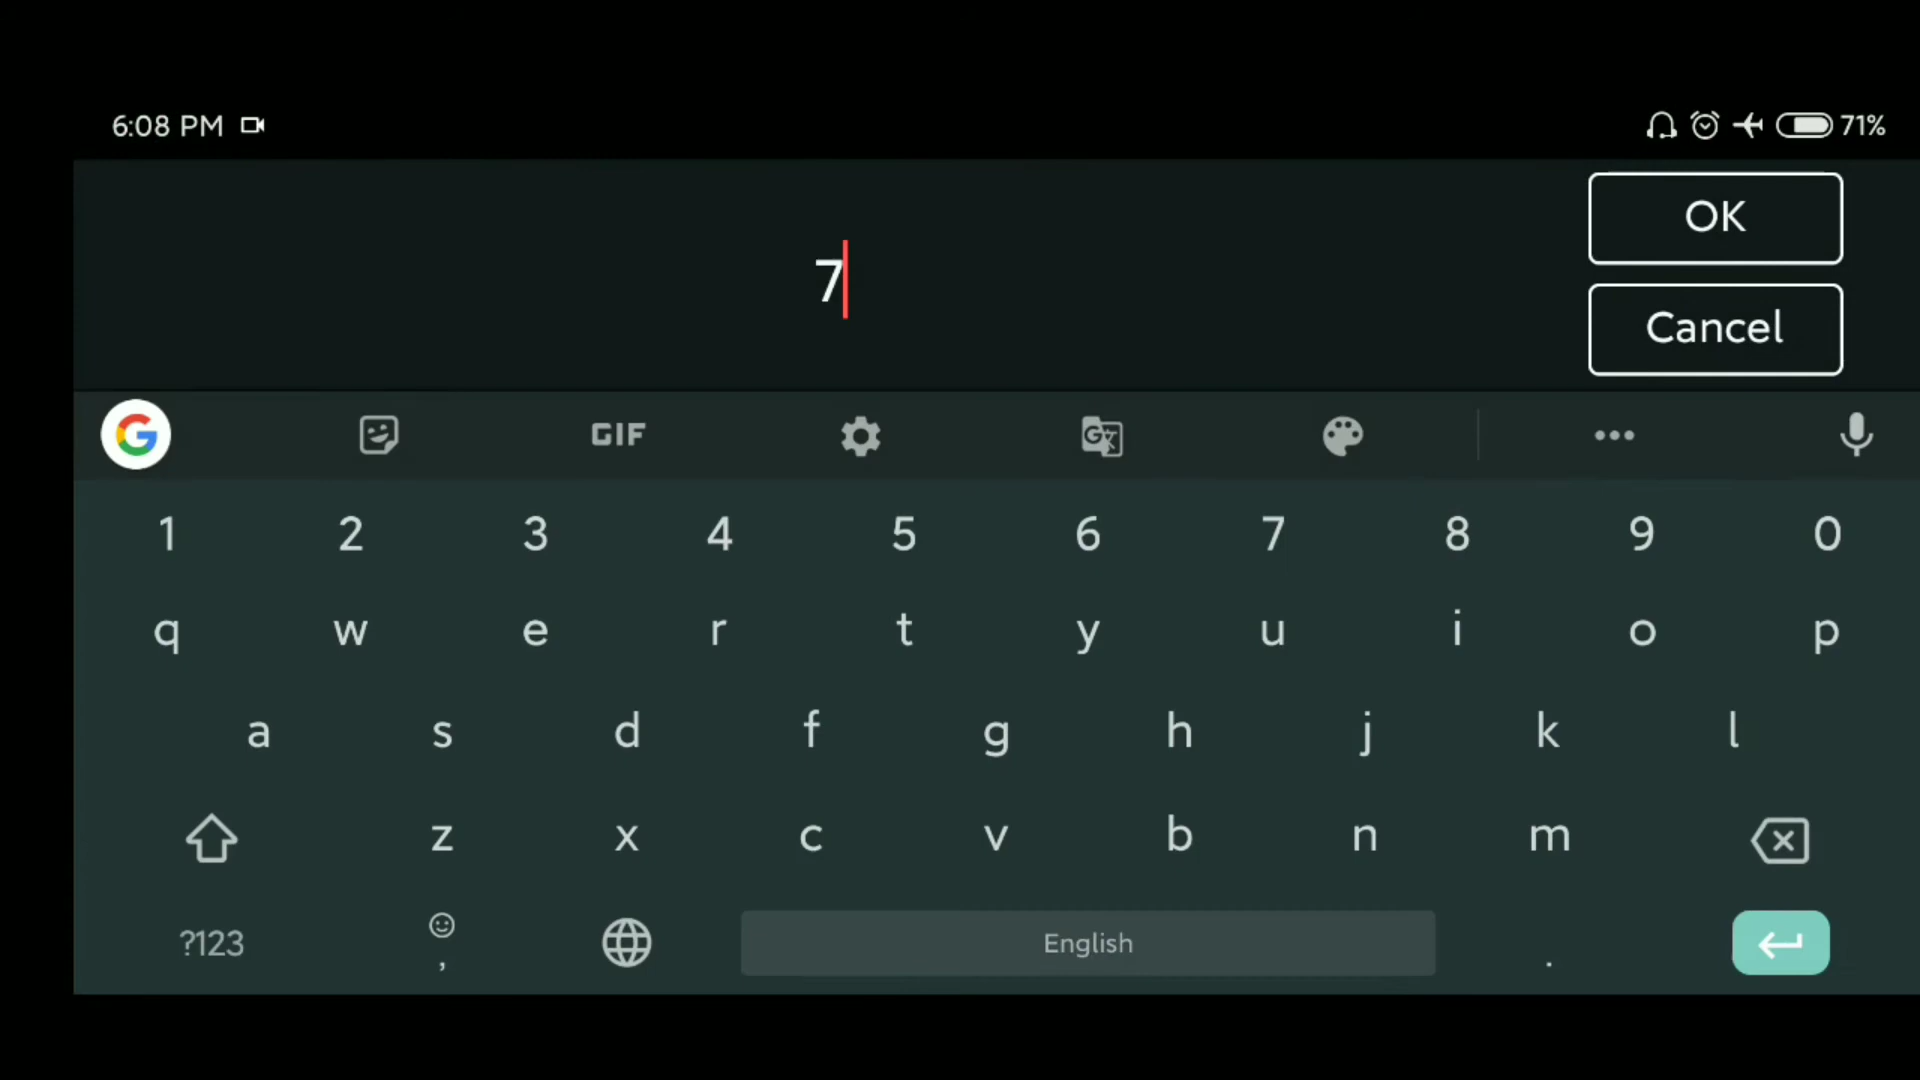 6:08 PM
71%
OK
7
Cancel
GIF
1 2 3 4 5 6 7 8 9 0
q w e r t y u i o p
a s d f g h j k l
z x c v b n m
?123 , English .